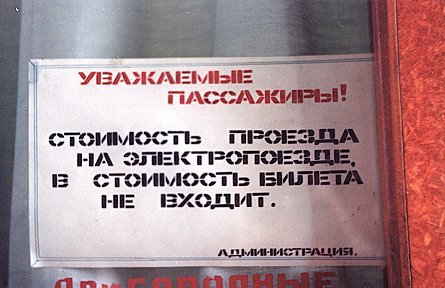 УВАЖАЕМЫЕ
ПАССАЖИРЫ!
СТОИМОСТЬ ПРОЕЗДА
НА ЭЛЕКТРОПОЕЗДЕ,
В СТОИМОСТЬ БИЛЕТА
НЕ ВХОДИТ.
АДМИНИСТРАЦИЯ.